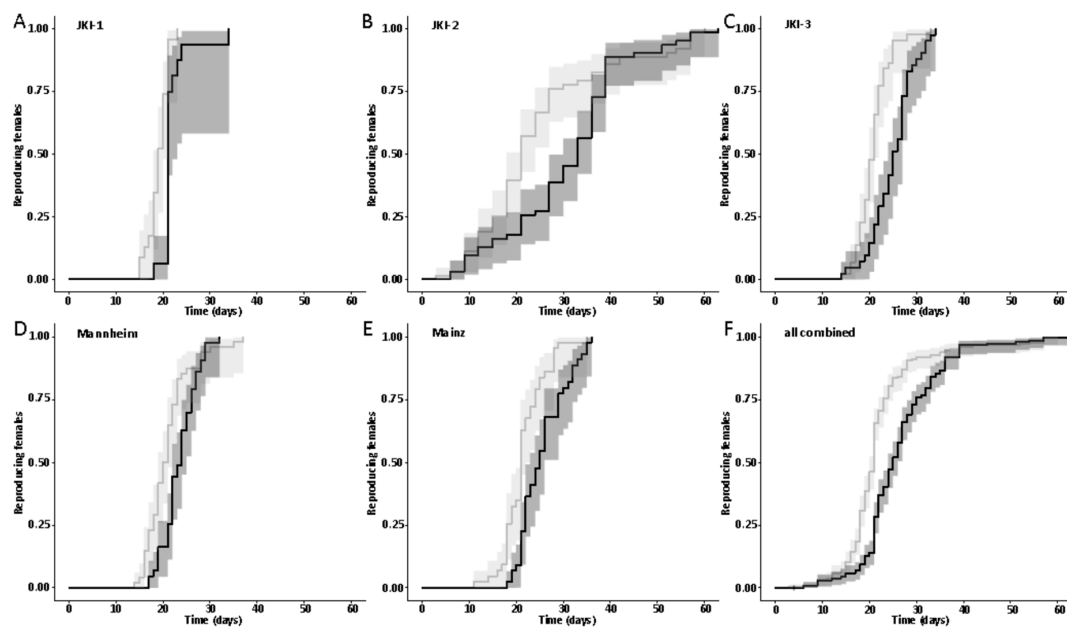 A JKI-1
1.00
0.75
0.50
0.25
0.00
Reproducing females
0 10 20 30 40 50 60
Time (days)
B JKI-2
1.00
0.75
0.50
0.25
0.00
Reproducing females
0 10 20 30 40 50 60
Time (days)
C JKI-3
1.00
0.75
0.50
0.25
0.00
Reproducing females
0 10 20 30 40 50 60
Time (days)
D Mannheim
1.00
0.75
0.50
0.25
0.00
Reproducing females
0 10 20 30 40 50 60
Time (days)
E Mainz
1.00
0.75
0.50
0.25
0.00
Reproducing females
0 10 20 30 40 50 60
Time (days)
F all combined
1.00
0.75
0.50
0.25
0.00
Reproducing females
0 10 20 30 40 50 60
Time (days)